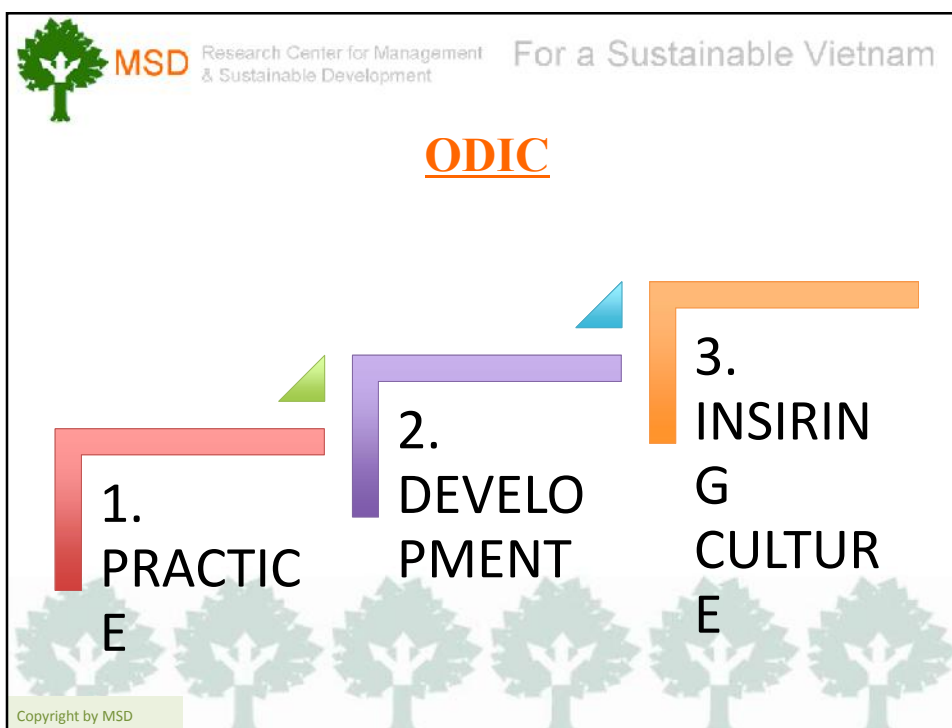 MSD
Research Center for Management
& Sustainable Development
For a Sustainable Vietnam
ODIC
1.
PRACTIC
E
2.
DEVELO
PMENT
3.
INSIRIN
G
CULTUR
E
Copyright by MSD